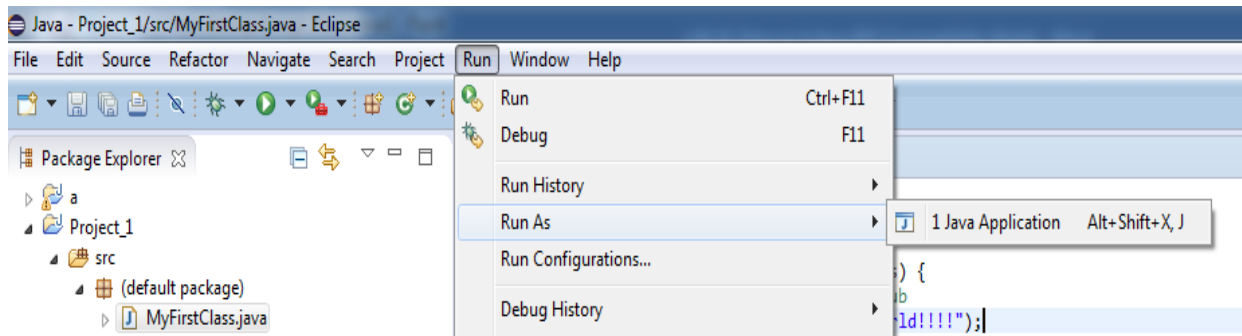 Java - Project_1/src/MyFirstClass.java - Eclipse
File Edit Source Refactor Navigate Search Project Run Window Help
Run Ctrl+F11
Debug F11
Package Explorer
Run History
a
Run As
1 Java Application Alt+Shift+X, J
Project_1
src
Run Configurations...
) {
(default package)
Debug History
MyFirstClass.java
ld!!!!");